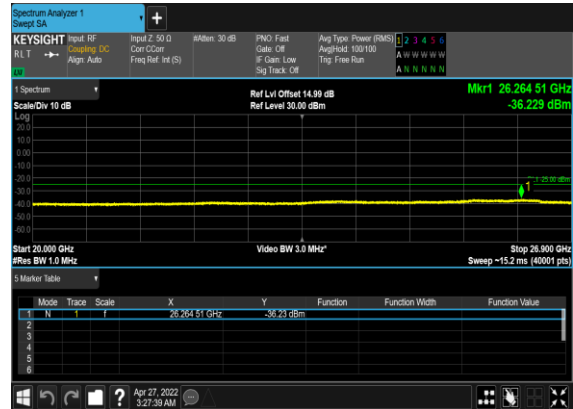 Spectrum Analyzer 1
Swept SA
KEYSIGHT Input: RF Input Z: 50 Ω #Atten: 30 dB PNO: Fast Avg Type: Power (RMS) 1 2 3 4 5 6
RLT Coupling: DC Corr CCorr Gate: Off Avg|Hold: 100/100 A W W W W W
Align: Auto Freq Ref: Int (S) IF Gain: Low Trig: Free Run
Sig Track: Off A N N N N N
1 Spectrum Ref Lvl Offset 14.99 dB Mkr1 26.264 51 GHz
Scale/Div 10 dB Ref Level 30.00 dBm -36.229 dBm
Log
20.0
10.0
0.00
-10.0
-20.0
DL1 -25.00 dBm
1
-30.0
-40.0
-50.0
-60.0
Start 20.000 GHz Video BW 3.0 MHz* Stop 26.900 GHz
#Res BW 1.0 MHz Sweep ~15.2 ms (40001 pts)
5 Marker Table
Mode Trace Scale X Y Function Function Width Function Value
1 N 1 f 26.264 51 GHz -36.23 dBm
2
3
4
5
6
? Apr 27, 2022
3:27:39 AM